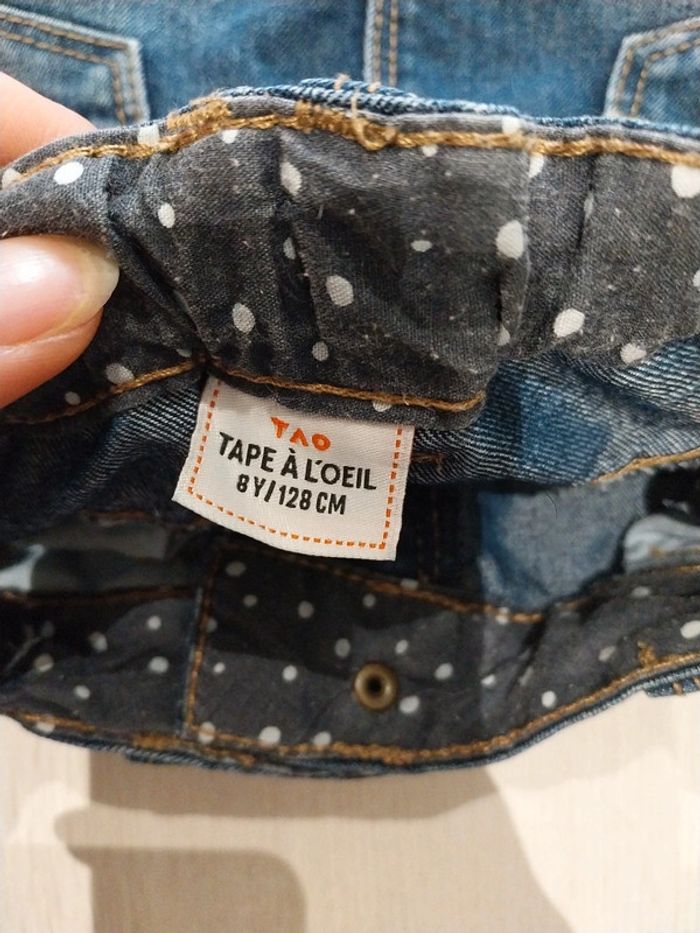 TAO
TAPE À L'OEIL
8Y/128 CM